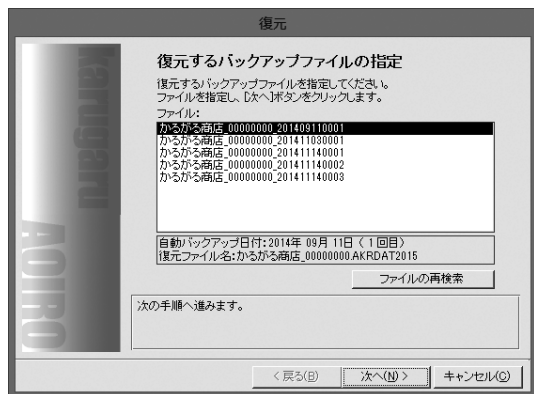 復元
karugaru
AOIRO
復元するバックアップファイルの指定
復元するバックアップファイルを指定してください。
ファイルを指定し、[次へ]ボタンをクリックします。
ファイル:
かるがる商店_00000000_201409110001
かるがる商店_00000000_201411030001
かるがる商店_00000000_201411140001
かるがる商店_00000000_201411140002
かるがる商店_00000000_201411140003
自動バックアップ日付:2014年 09月 11日 ( 1回目)
復元ファイル名:かるがる商店_00000000.AKRDAT2015
ファイルの再検索
次の手順へ進みます。
< 戻る(B)
次へ(N) >
キャンセル(C)